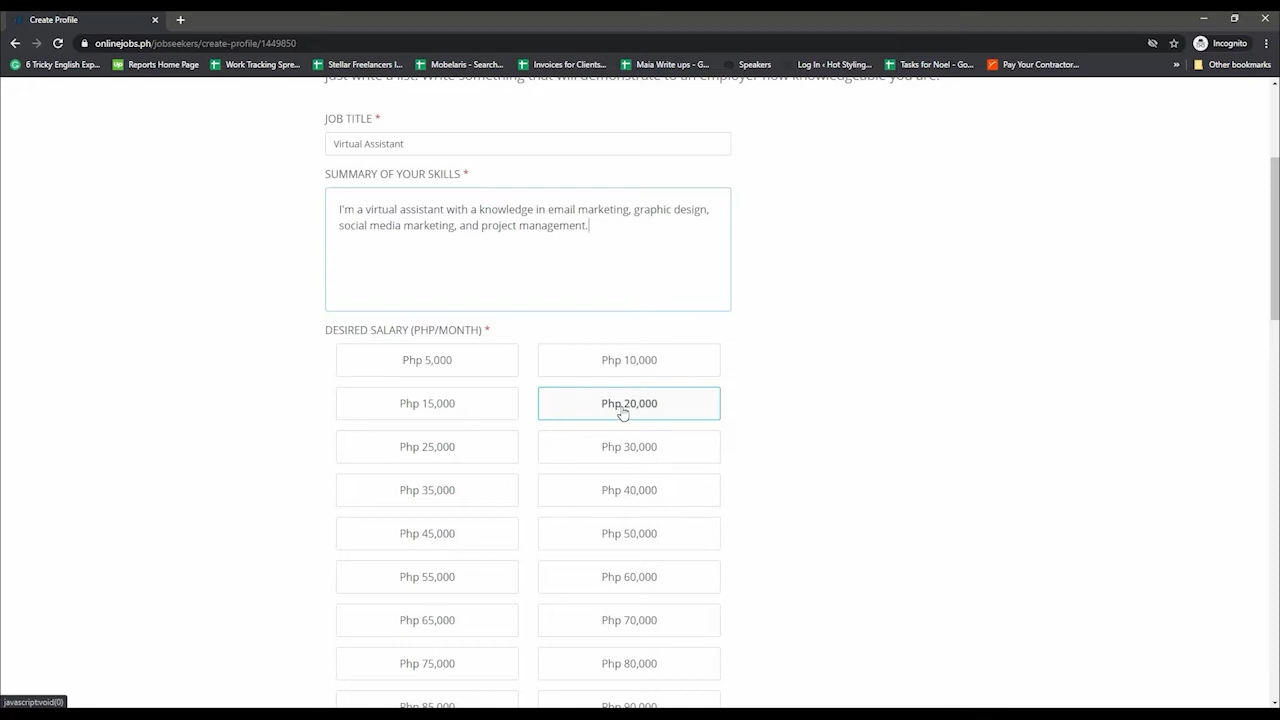 Create Profile
onlinejobs.ph/jobseekers/create-profile/1449850
Incognito
6 Tricky English Exp... Reports Home Page Work Tracking Spre... Stellar Freelancers I... Mobelaris - Search... Invoices for Clients... Maia Write ups - G... Speakers Log In ‹ Hot Styling... Tasks for Noel - Go... Pay Your Contractor... » Other bookmarks
just write a list. Write something that will demonstrate to an employer how knowledgeable you are.
JOB TITLE *
Virtual Assistant
SUMMARY OF YOUR SKILLS *
I'm a virtual assistant with a knowledge in email marketing, graphic design,
social media marketing, and project management.
DESIRED SALARY (PHP/MONTH) *
Php 5,000 Php 10,000
Php 15,000 Php 20,000
Php 25,000 Php 30,000
Php 35,000 Php 40,000
Php 45,000 Php 50,000
Php 55,000 Php 60,000
Php 65,000 Php 70,000
Php 75,000 Php 80,000
Php 85,000 Php 90,000
javascript:void(0)